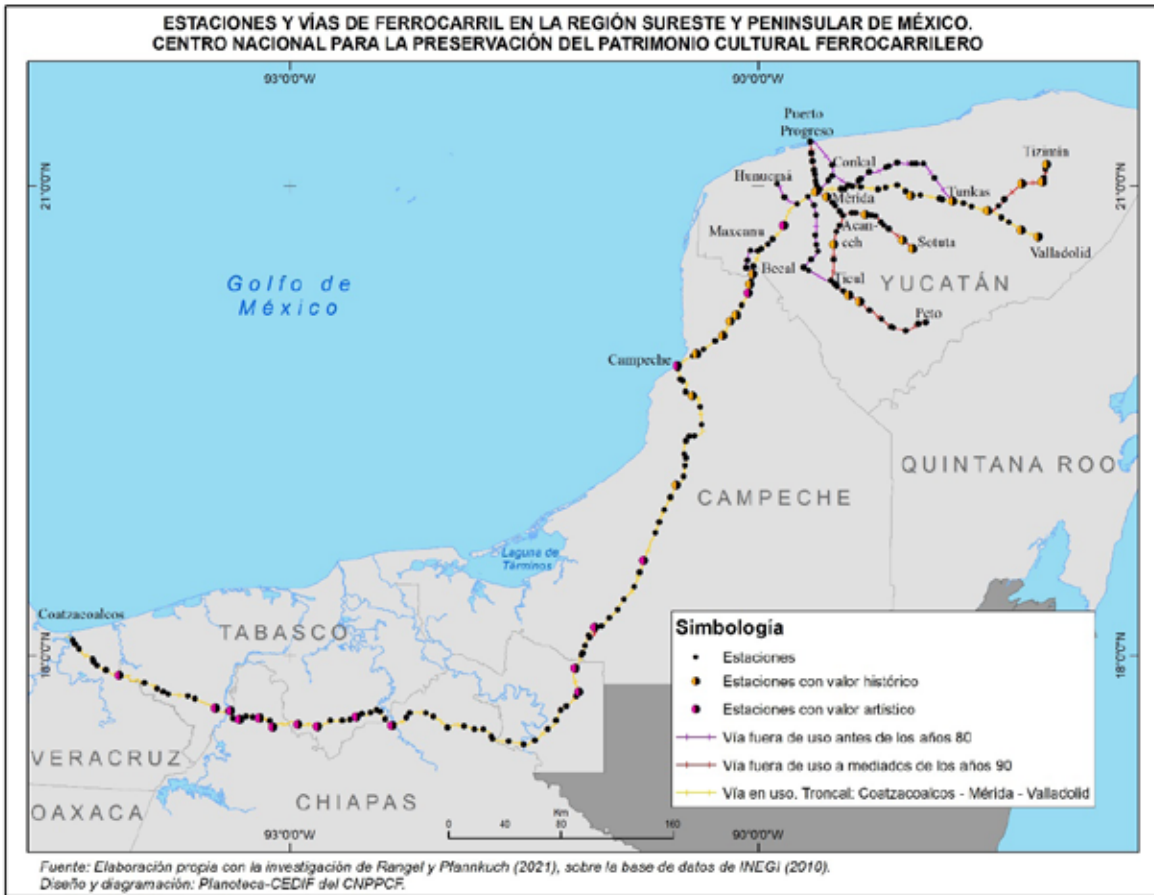 ESTACIONES Y VÍAS DE FERROCARRIL EN LA REGIÓN SURESTE Y PENINSULAR DE MÉXICO.
CENTRO NACIONAL PARA LA PRESERVACIÓN DEL PATRIMONIO CULTURAL FERROCARRILERO
93°0'0"W
90°0'0"W
Puerto
Progreso
Conkal
Tizimín
21°0'0"N
Hunucmá
21°0'0"N
Mérida
Tunkas
Maxcanu
Acan-
ceh
Sotuta
Valladolid
Becal
Ticul
YUCATÁN
Golfo de
México
Peto
Campeche
QUINTANA ROO
CAMPECHE
Laguna de
Términos
Coatzacoalcos
TABASCO
18°0'0"N
18°0'0"N
Simbología
Estaciones
Estaciones con valor histórico
Estaciones con valor artístico
Vía fuera de uso antes de los años 80
Vía fuera de uso a mediados de los años 90
Vía en uso. Troncal: Coatzacoalcos - Mérida - Valladolid
VERACRUZ
OAXACA
CHIAPAS
Km
0 40 80 160
93°0'0"W
90°0'0"W
Fuente: Elaboración propia con la investigación de Rangel y Pfannkuch (2021), sobre la base de datos de INEGI (2010).
Diseño y diagramación: Planoteca-CEDIF del CNPPCF.